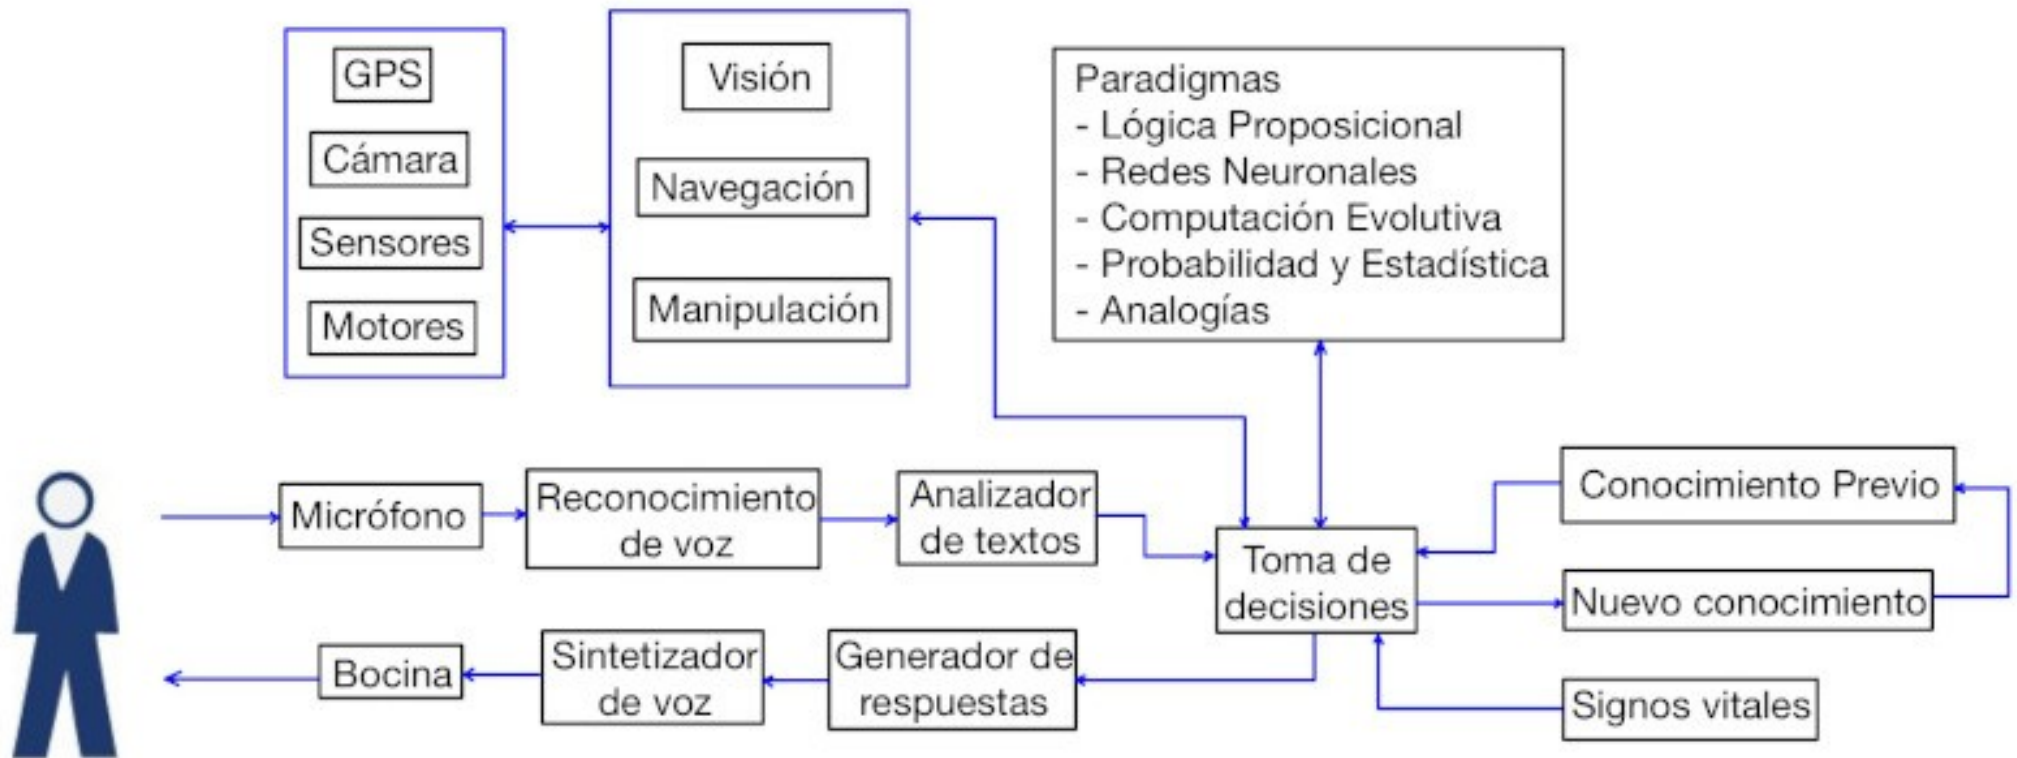 GPS
Cámara
Sensores
Motores
Visión
Navegación
Manipulación
Paradigmas
- Lógica Proposicional
- Redes Neuronales
- Computación Evolutiva
- Probabilidad y Estadística
- Analogías
Micrófono
Reconocimiento
de voz
Analizador
de textos
Toma de
decisiones
Conocimiento Previo
Nuevo conocimiento
Signos vitales
Bocina
Sintetizador
de voz
Generador de
respuestas